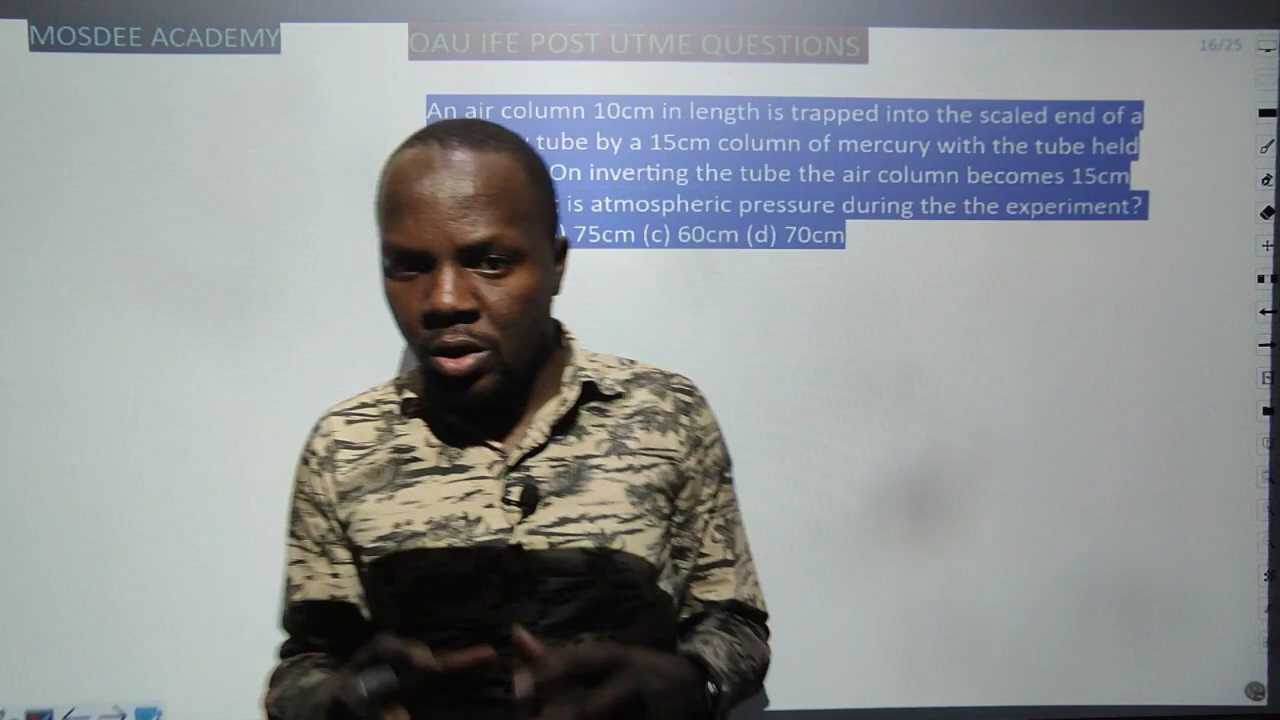 MOSDEE ACADEMY
OAU IFE POST UTME QUESTIONS
16/25
An air column 10cm in length is trapped into the scaled end of a
tube by a 15cm column of mercury with the tube held
On inverting the tube the air column becomes 15cm
is atmospheric pressure during the the experiment?
) 75cm (c) 60cm (d) 70cm